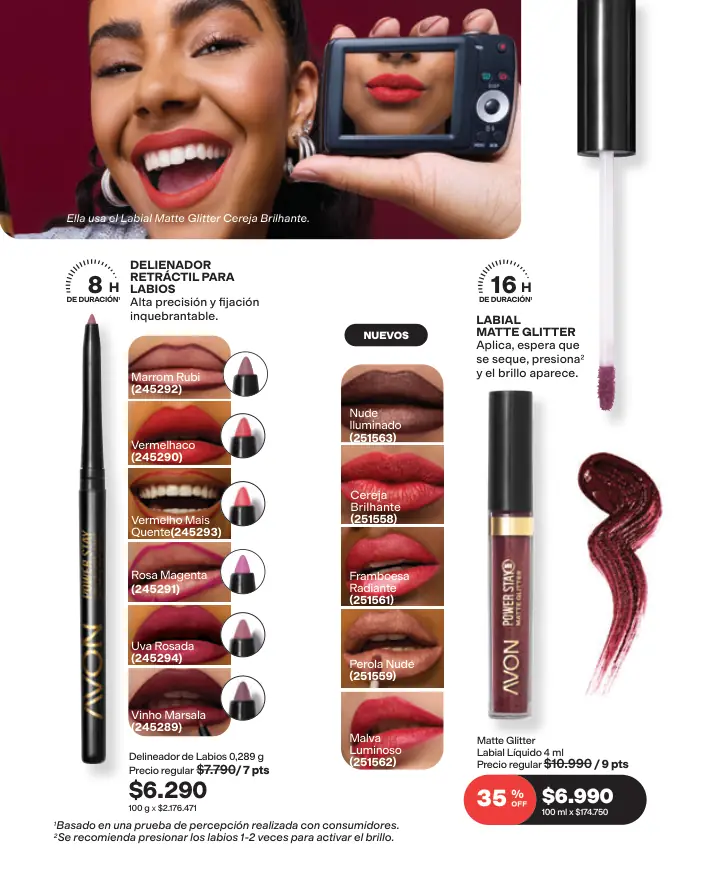 Ella usa el Labial Matte Glitter Cereja Brilhante.
8 H
DE DURACIÓN¹
DELIENADOR
RETRÁCTIL PARA
LABIOS
Alta precisión y fijación
inquebrantable.
Marrom Rubi
(245292)
Vermelhaco
(245290)
Vermelho Mais
Quente(245293)
Rosa Magenta
(245291)
Uva Rosada
(245294)
Vinho Marsala
(245289)
POWER STAY
AVON
Delineador de Labios 0,289 g
Precio regular $7.790/ 7 pts
$6.290
100 g x $2.176.471
NUEVOS
Nude
Iluminado
(251563)
Cereja
Brilhante
(251558)
Framboesa
Radiante
(251561)
Perola Nude
(251559)
Malva
Luminoso
(251562)
16 H
DE DURACIÓN¹
LABIAL
MATTE GLITTER
Aplica, espera que
se seque, presiona²
y el brillo aparece.
POWER STAY
MATTE GLITTER
AVON
Matte Glitter
Labial Líquido 4 ml
Precio regular $10.990 / 9 pts
35 % OFF
$6.990
100 ml x $174.750
¹Basado en una prueba de percepción realizada con consumidores.
²Se recomienda presionar los labios 1-2 veces para activar el brillo.